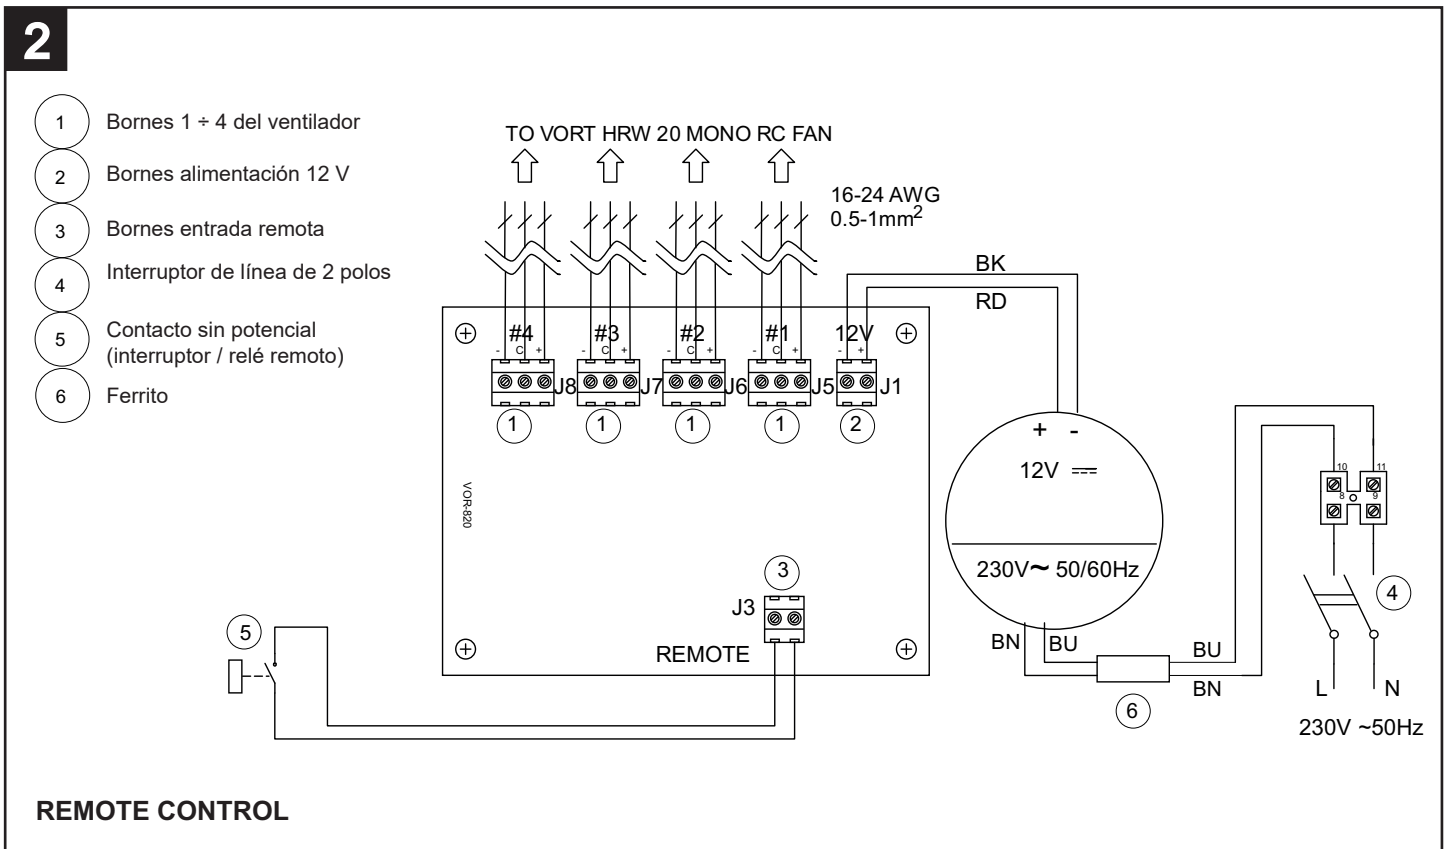 2
1 Bornes 1 ÷ 4 del ventilador
2 Bornes alimentación 12 V
3 Bornes entrada remota
4 Interruptor de línea de 2 polos
5 Contacto sin potencial
(interruptor / relé remoto)
6 Ferrito
TO VORT HRW 20 MONO RC FAN
16-24 AWG
0.5-1mm²
BK
RD
#4 #3 #2 #1 12V
- C + - C + - C + - C + - +
J8 J7 J6 J5 J1
1 1 1 1 2
+ -
12V
VOR-820
230V~ 50/60Hz
10 11
8 9
3
J3
REMOTE
4
5
BN BU
BU
BN
6
L N
230V ~50Hz
REMOTE CONTROL